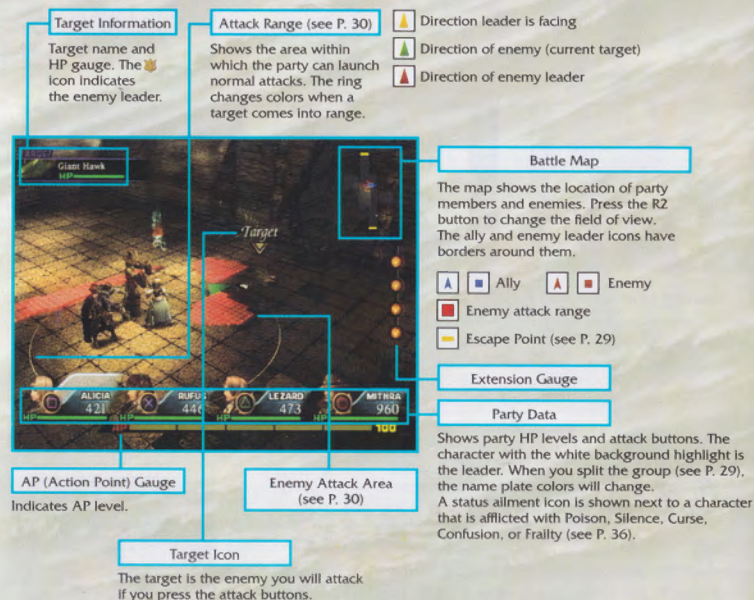 Target Information
Target name and
HP gauge. The
icon indicates
the enemy leader.
Attack Range (see P. 30)
Shows the area within
which the party can launch
normal attacks. The ring
changes colors when a
target comes into range.
Direction leader is facing
Direction of enemy (current target)
Direction of enemy leader
TARGET
Giant Hawk
HP
Target
ALICIA
421
HP
RUFUS
446
HP
LEZARD
473
HP
MITHRA
960
HP
AP
100
Battle Map
The map shows the location of party
members and enemies. Press the R2
button to change the field of view.
The ally and enemy leader icons have
borders around them.
Ally
Enemy
Enemy attack range
Escape Point (see P. 29)
Extension Gauge
Party Data
Shows party HP levels and attack buttons. The
character with the white background highlight is
the leader. When you split the group (see P. 29),
the name plate colors will change.
A status ailment icon is shown next to a character
that is afflicted with Poison, Silence, Curse,
Confusion, or Frailty (see P. 36).
AP (Action Point) Gauge
Indicates AP level.
Enemy Attack Area
(see P. 30)
Target Icon
The target is the enemy you will attack
if you press the attack buttons.